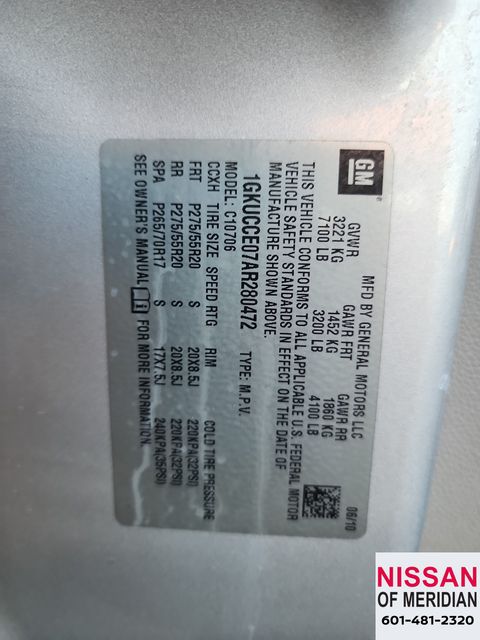 GM
®
MFD BY GENERAL MOTORS LLC
06/10
GVWR GAWR FRT GAWR RR
3221 KG 1452 KG 1860 KG
7100 LB 3200 LB 4100 LB
THIS VEHICLE CONFORMS TO ALL APPLICABLE U.S. FEDERAL MOTOR
VEHICLE SAFETY STANDARDS IN EFFECT ON THE DATE OF
MANUFACTURE SHOWN ABOVE.
1GKUCCE07AR280472 TYPE: M.P.V.
MODEL: C10706
CCXH TIRE SIZE SPEED RTG RIM COLD TIRE PRESSURE
FRT P275/55R20 S 20X8.5J 220KPA(32PSI)
RR P275/55R20 S 20X8.5J 220KPA(32PSI)
SPA P265/70R17 S 17X7.5J 240KPA(35PSI)
SEE OWNER'S MANUAL FOR MORE INFORMATION.
NISSAN
OF MERIDIAN
601-481-2320